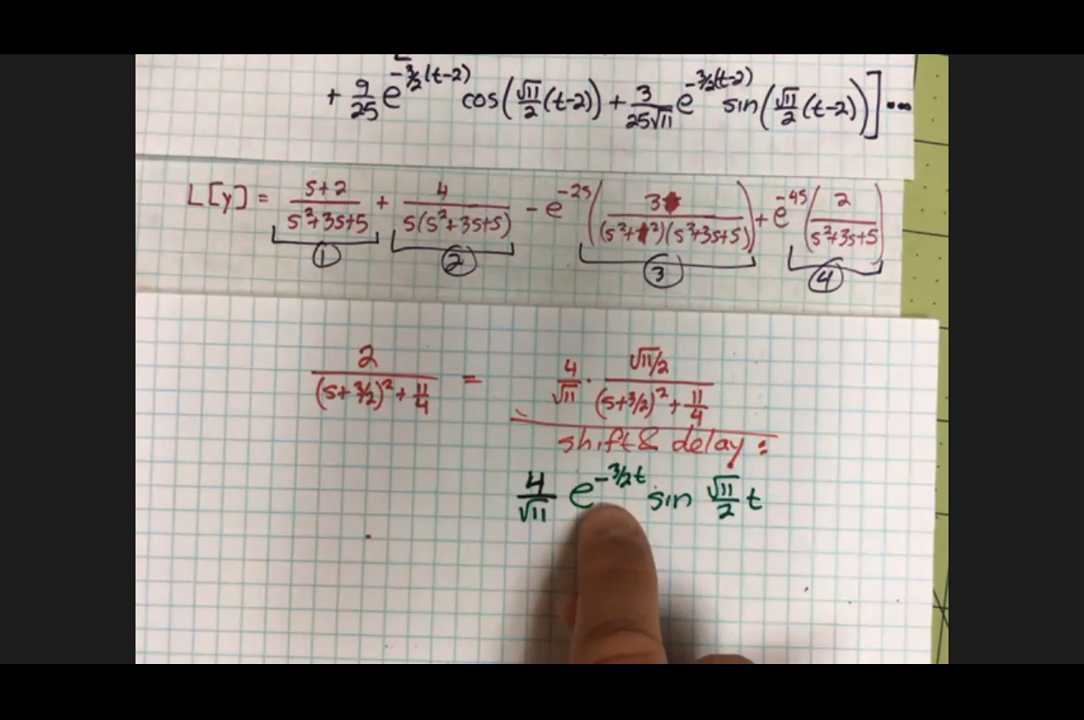 + 9/25 e^{-3/2(t-2)} cos(√11/2 (t-2)) + 3/(25√11) e^{-3/2(t-2)} sin(√11/2 (t-2))] ...
L[y] = (s+2)/(s²+3s+5) + 4/(s(s²+3s+5)) - e^{-2s}(3/((s²+1²)(s²+3s+5))) + e^{-4s}(2/(s²+3s+5))
① ② ③ ④
2/((s+3/2)²+11/4) = 4/√11 · (√11/2)/((s+3/2)²+11/4)
shift & delay:
4/√11 e^{-3/2t} sin √11/2 t